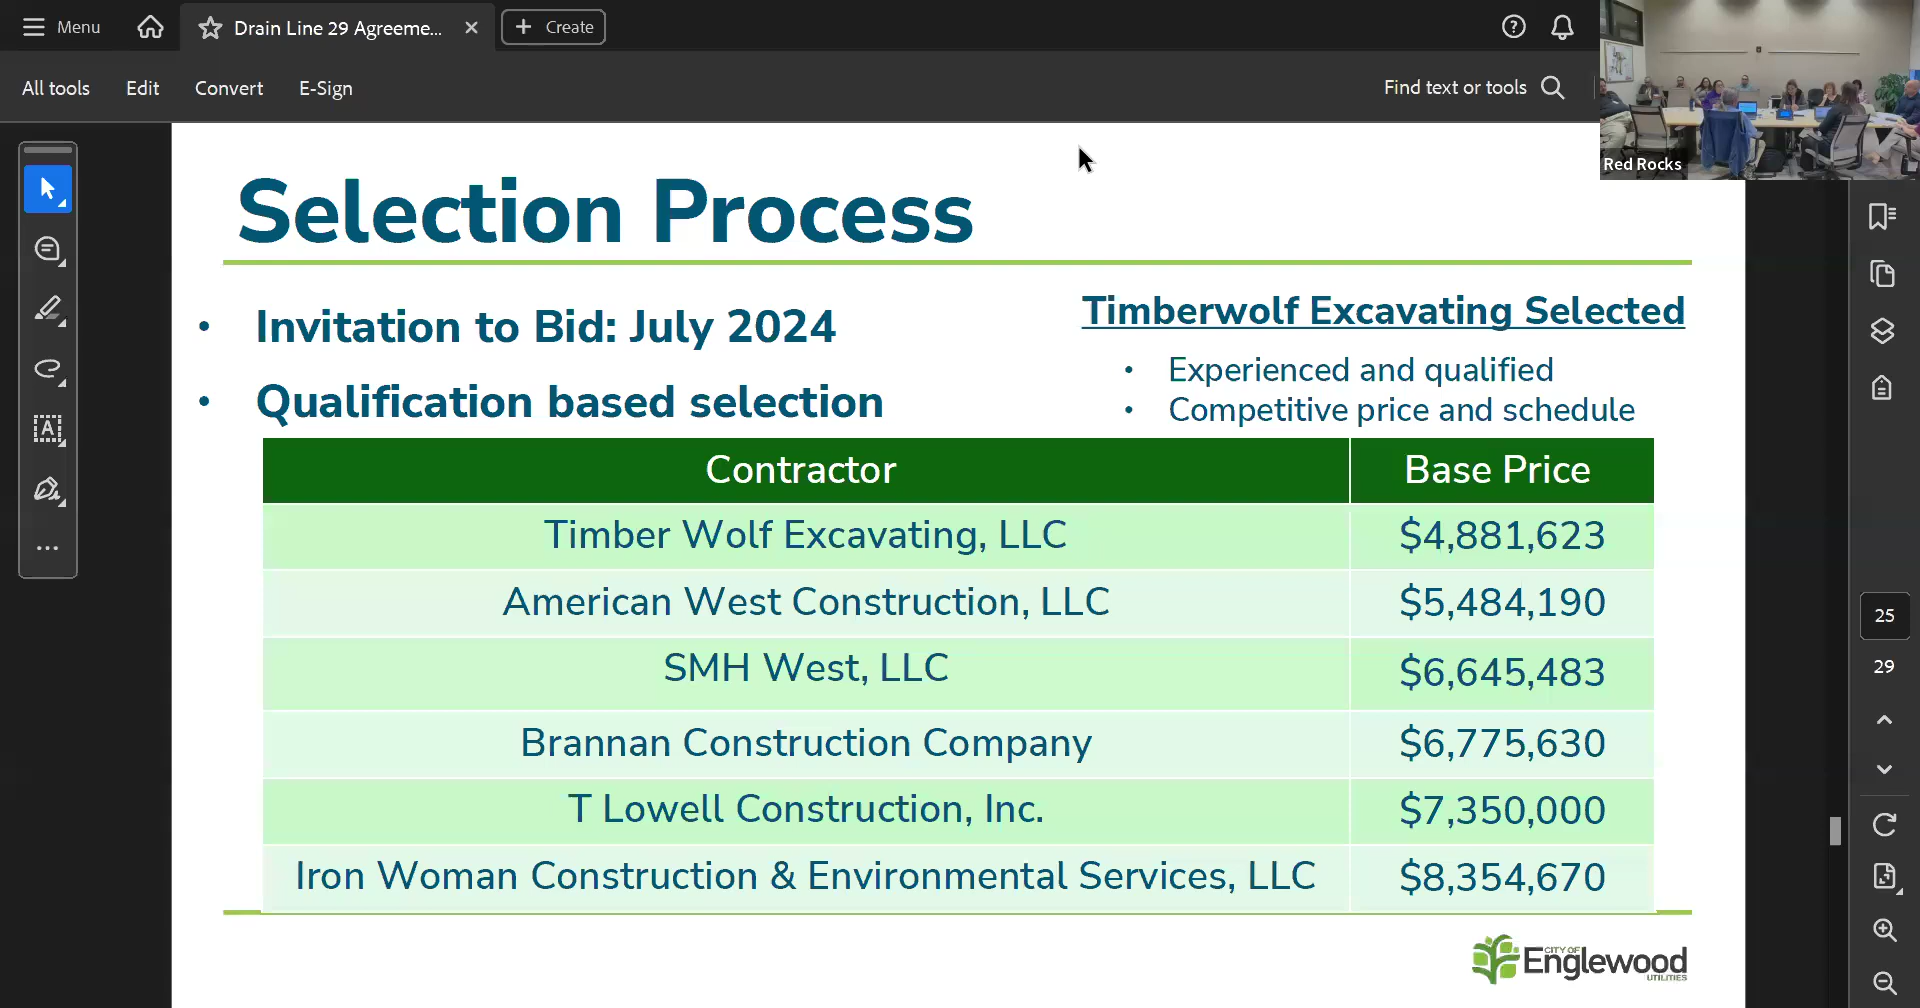 Menu
Drain Line 29 Agreeme...
Create
All tools
Edit
Convert
E-Sign
Find text or tools
Red Rocks
Selection Process
• Invitation to Bid: July 2024
• Qualification based selection
Timberwolf Excavating Selected
• Experienced and qualified
• Competitive price and schedule
Contractor Base Price
Timber Wolf Excavating, LLC $4,881,623
American West Construction, LLC $5,484,190
SMH West, LLC $6,645,483
Brannan Construction Company $6,775,630
T Lowell Construction, Inc. $7,350,000
Iron Woman Construction & Environmental Services, LLC $8,354,670
25
29
CITY OF
Englewood
UTILITIES